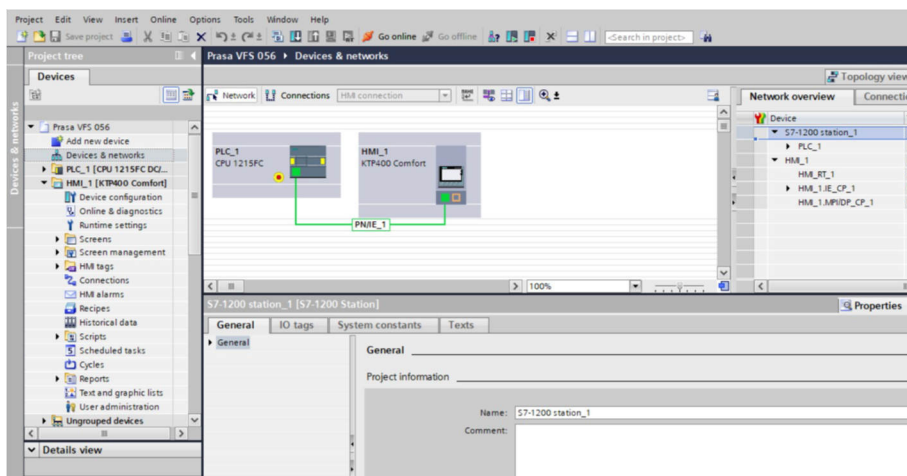 Project Edit View Insert Online Options Tools Window Help
Save project Go online Go offline <Search in project>
Project tree
Prasa VFS 056 Devices & networks
Devices
Topology view
Network Connections HMI connection
Network overview Connecti
Devices & networks
Prasa VFS 056
Add new device
Devices & networks
PLC_1 [CPU 1215FC DC/...
HMI_1 [KTP400 Comfort]
Device configuration
Online & diagnostics
Runtime settings
Screens
Screen management
HMI tags
Connections
HMI alarms
Recipes
Historical data
Scripts
Scheduled tasks
Cycles
Reports
Text and graphic lists
User administration
Ungrouped devices
Details view
PLC_1
CPU 1215FC
HMI_1
KTP400 Comfort
PN/IE_1
100%
Device
S7-1200 station_1
PLC_1
HMI_1
HMI_RT_1
HMI_1.IE_CP_1
HMI_1.MPI/DP_CP_1
S7-1200 station_1 [S7-1200 Station]
Properties
General IO tags System constants Texts
General
General
Project information
Name: S7-1200 station_1
Comment: